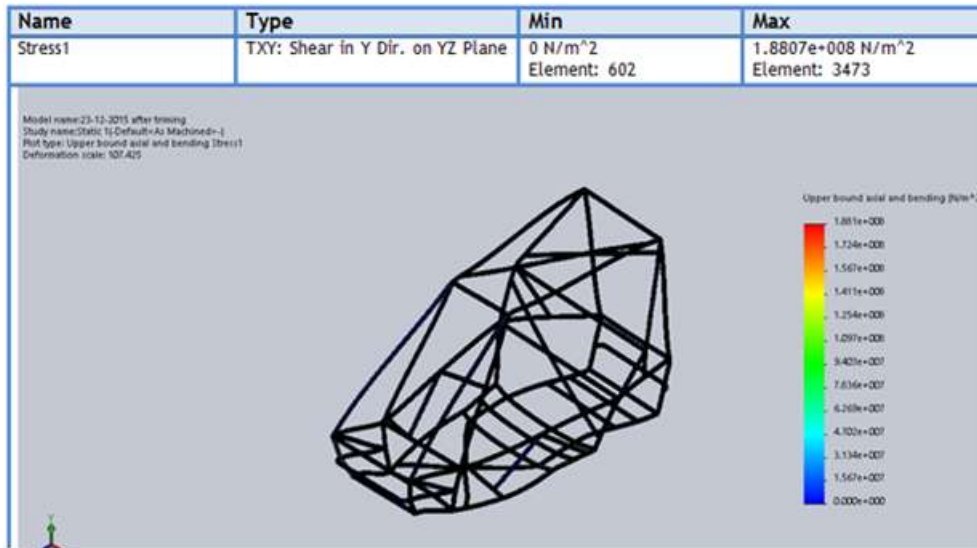 Name Type Min Max
Stress1 TXY: Shear in Y Dir. on YZ Plane 0 N/m^2 1.8807e+008 N/m^2
Element: 602 Element: 3473
Model name:23-12-2015 after triming
Study name:Static 1(-Default<As Machined>-)
Plot type: Upper bound axial and bending Stress1
Deformation scale: 107.425
Upper bound axial and bending (N/m^2
1.881e+008
1.724e+008
1.567e+008
1.411e+008
1.254e+008
1.097e+008
9.403e+007
7.836e+007
6.269e+007
4.702e+007
3.134e+007
1.567e+007
0.000e+000
Y